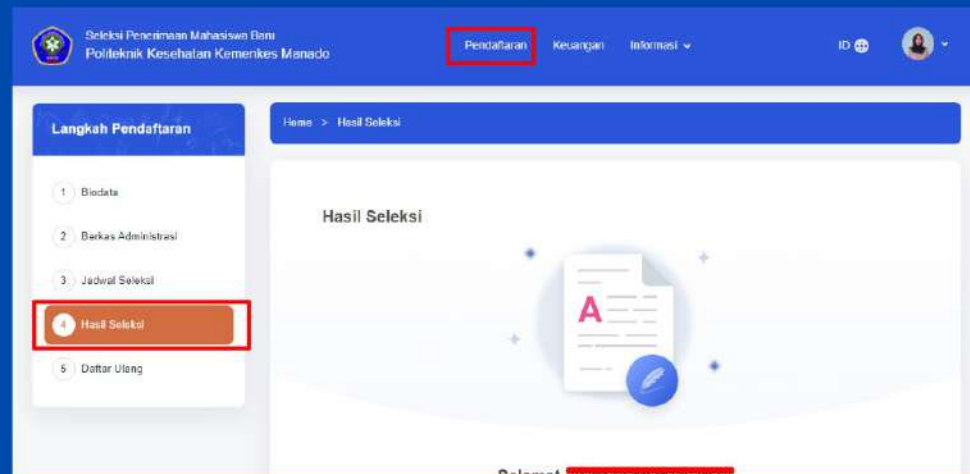 Seleksi Penerimaan Mahasiswa Baru
Politeknik Kesehatan Kemenkes Manado
Pendaftaran
Keuangan
Informasi
ID
Langkah Pendaftaran
Home > Hasil Seleksi
1 Biodata
2 Berkas Administrasi
3 Jadwal Seleksi
4 Hasil Seleksi
5 Daftar Ulang
Hasil Seleksi
A
Selamat